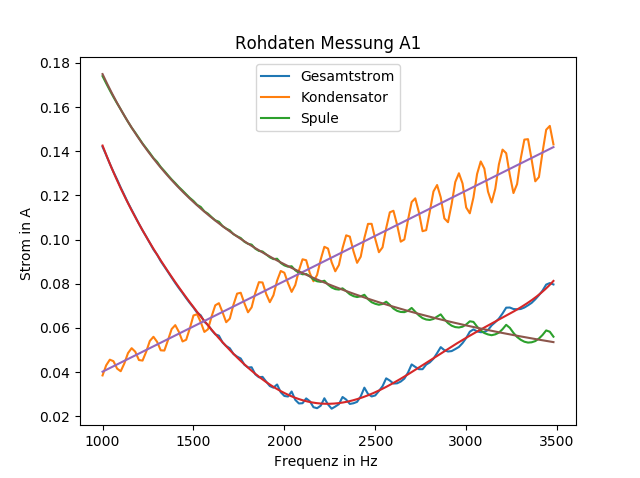 Rohdaten Messung A1
Gesamtstrom
Kondensator
Spule
Strom in A
0.18
0.16
0.14
0.12
0.10
0.08
0.06
0.04
0.02
1000 1500 2000 2500 3000 3500
Frequenz in Hz